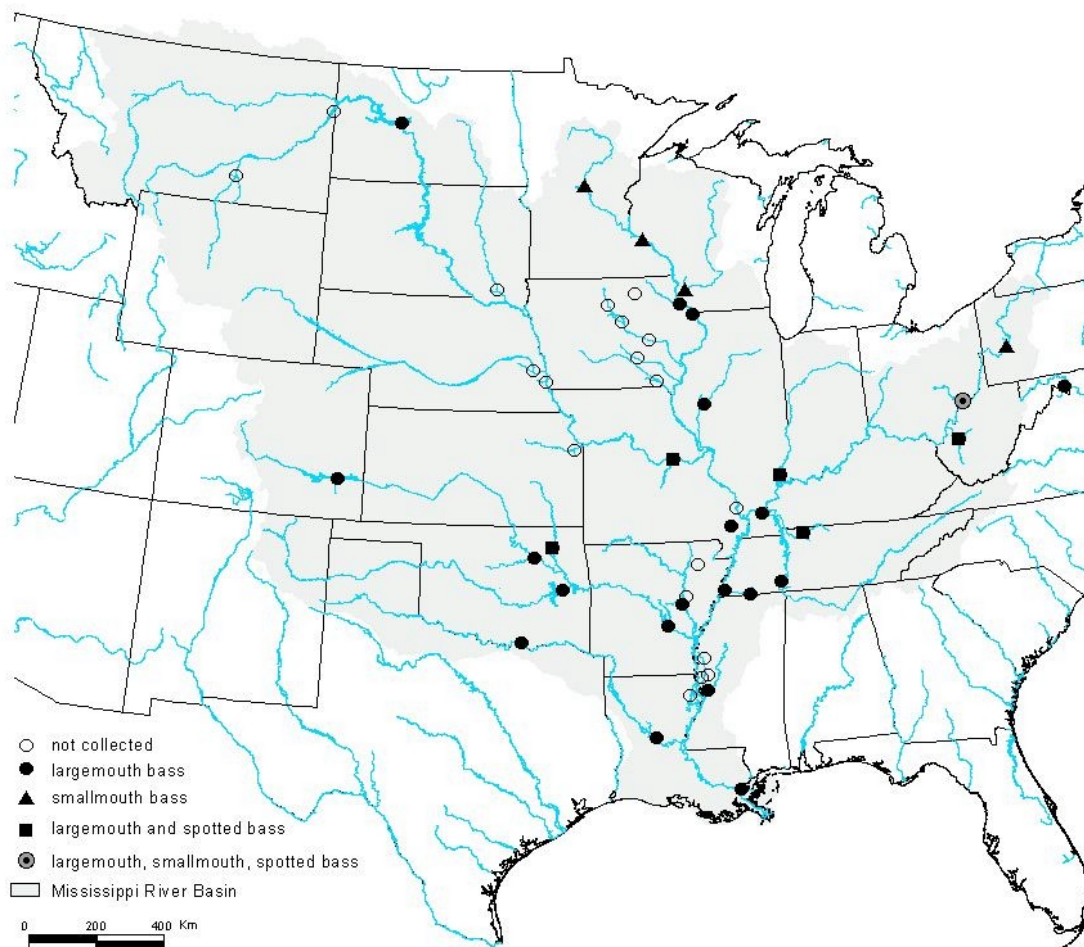 not collected
largemouth bass
smallmouth bass
largemouth and spotted bass
largemouth, smallmouth, spotted bass
Mississippi River Basin
0 200 400 Km